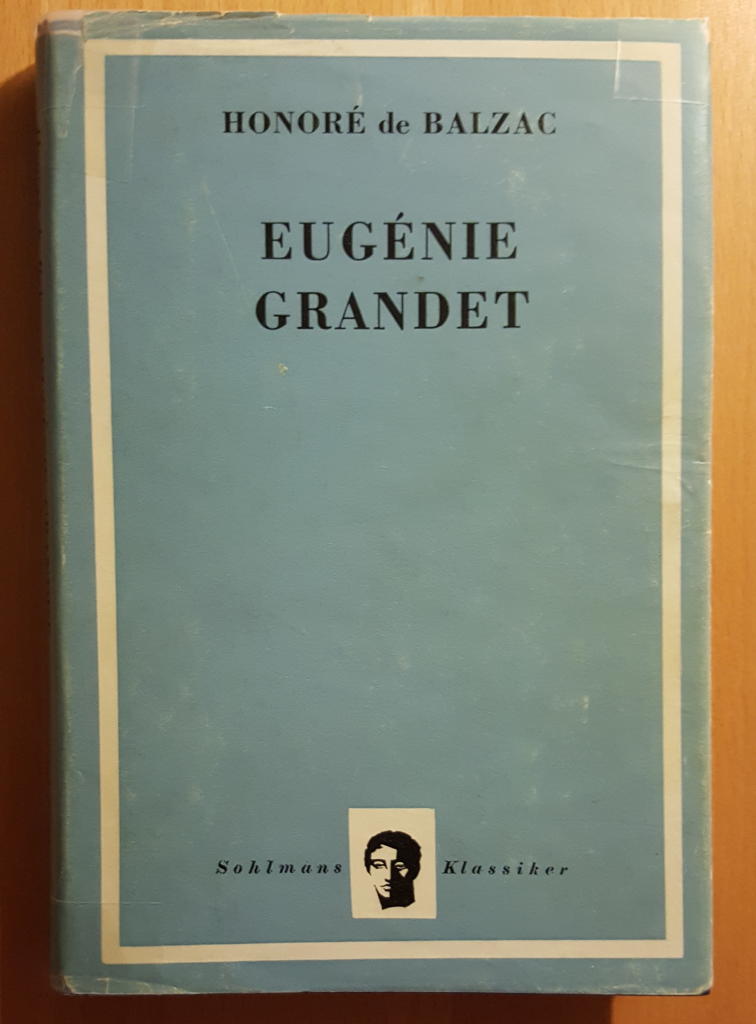 HONORÉ de BALZAC
EUGÉNIE
GRANDET
Sohlmans Klassiker